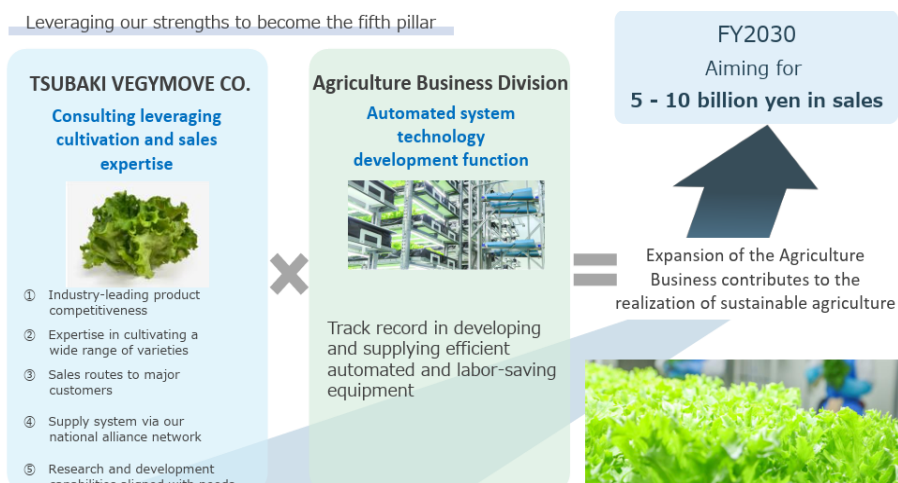 Leveraging our strengths to become the fifth pillar
TSUBAKI VEGYMOVE CO.
Consulting leveraging
cultivation and sales
expertise
① Industry-leading product
competitiveness
② Expertise in cultivating a
wide range of varieties
③ Sales routes to major
customers
④ Supply system via our
national alliance network
⑤ Research and development
capabilities aligned with needs
×
Agriculture Business Division
Automated system
technology
development function
Track record in developing
and supplying efficient
automated and labor-saving
equipment
=
FY2030
Aiming for
5 - 10 billion yen in sales
Expansion of the Agriculture
Business contributes to the
realization of sustainable agriculture